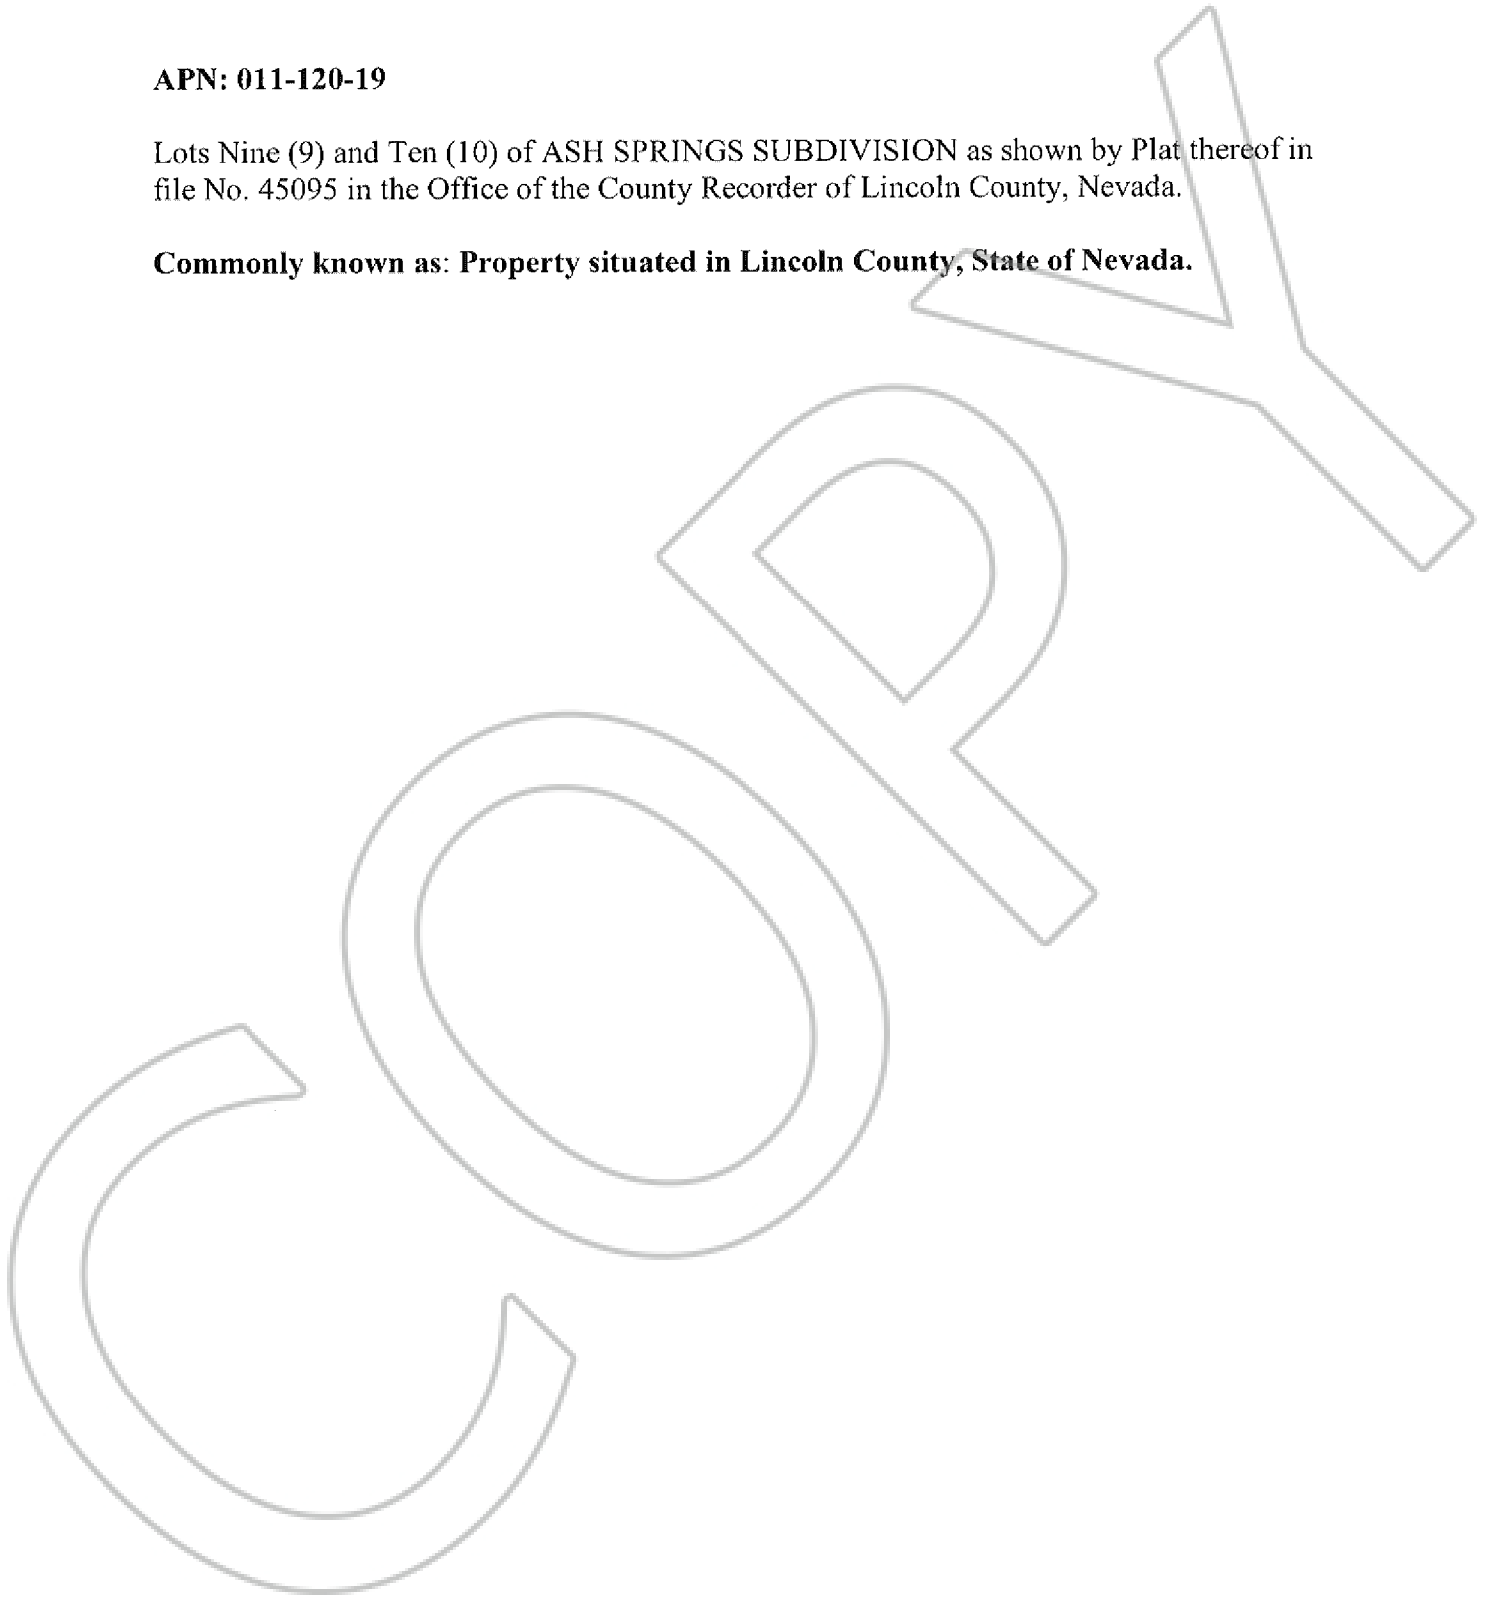 APN: 011-120-19
Lots Nine (9) and Ten (10) of ASH SPRINGS SUBDIVISION as shown by Plat thereof in
file No. 45095 in the Office of the County Recorder of Lincoln County, Nevada.
Commonly known as: Property situated in Lincoln County, State of Nevada.
COPY